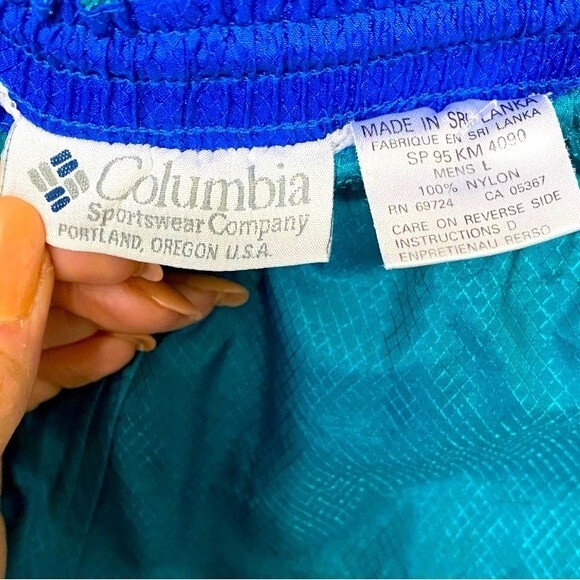 Columbia
Sportswear Company
PORTLAND, OREGON U.S.A.
MADE IN SRI LANKA
FABRIQUE EN SRI LANKA
SP 95 KM 4090
MENS L
100% NYLON
RN 69724 CA 05367
CARE ON REVERSE SIDE
INSTRUCTIONS D
ENPRETIENAU RERSO